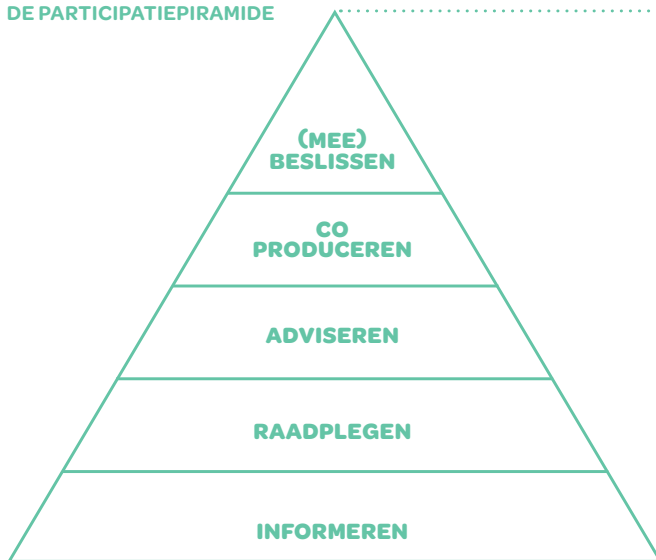 DE PARTICIPATIEPIRAMIDE
(MEE)
BESLISSEN
CO
PRODUCEREN
ADVISEREN
RAADPLEGEN
INFORMEREN